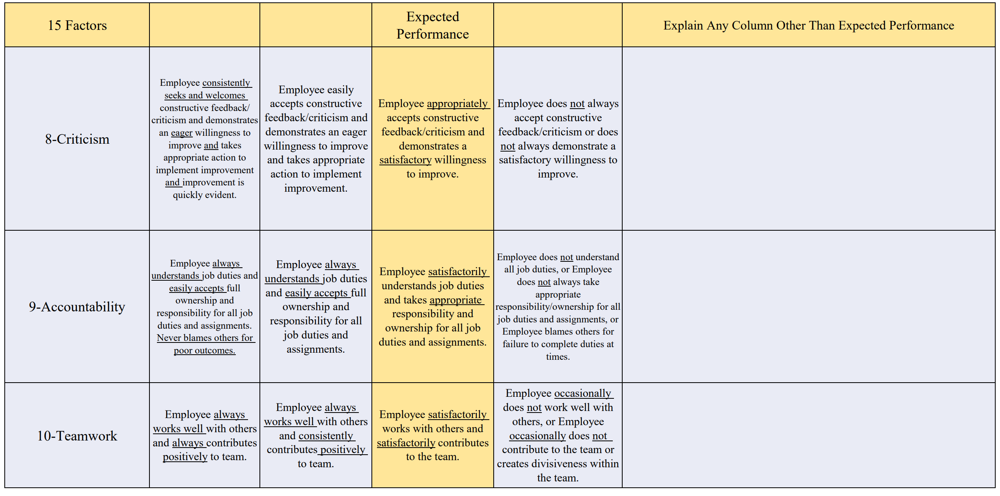 15 Factors
Expected
Performance
Explain Any Column Other Than Expected Performance
8-Criticism
Employee consistently
seeks and welcomes
constructive feedback/
criticism and demonstrates
an eager willingness to
improve and takes
appropriate action to
implement improvement
and improvement is
quickly evident.
Employee easily
accepts constructive
feedback/criticism and
demonstrates an eager
willingness to improve
and takes appropriate
action to implement
improvement.
Employee appropriately
accepts constructive
feedback/criticism and
demonstrates a
satisfactory willingness
to improve.
Employee does not always
accept constructive
feedback/criticism or does
not always demonstrate a
satisfactory willingness to
improve.
9-Accountability
Employee always
understands job duties and
easily accepts full
ownership and
responsibility for all job
duties and assignments.
Never blames others for
poor outcomes.
Employee always
understands job duties
and easily accepts full
ownership and
responsibility for all
job duties and
assignments.
Employee satisfactorily
understands job duties
and takes appropriate
responsibility and
ownership for all job
duties and assignments.
Employee does not understand
all job duties, or Employee
does not always take
appropriate
responsibility/ownership for all
job duties and assignments, or
Employee blames others for
failure to complete duties at
times.
10-Teamwork
Employee always
works well with others
and always contributes
positively to team.
Employee always
works well with others
and consistently
contributes positively
to team.
Employee satisfactorily
works with others and
satisfactorily contributes
to the team.
Employee occasionally
does not work well with
others, or Employee
occasionally does not
contribute to the team or
creates divisiveness within
the team.